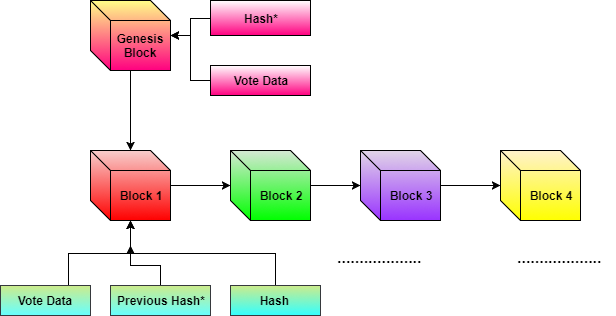 Genesis
Block
Hash*
Vote Data
Block 1
Block 2
Block 3
Block 4
....................
....................
Vote Data
Previous Hash*
Hash